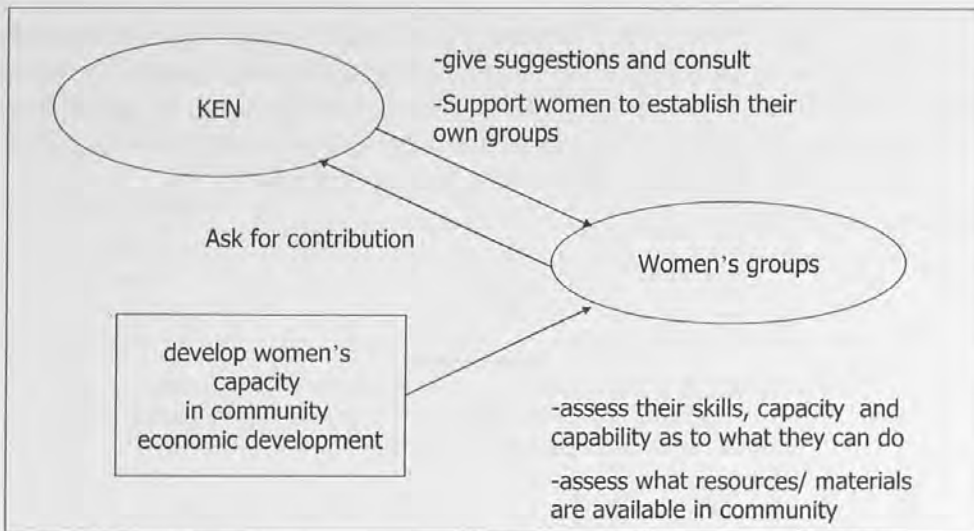 -give suggestions and consult
-Support women to establish their
own groups
KEN
Ask for contribution
Women's groups
develop women's
capacity
in community
economic development
-assess their skills, capacity and
capability as to what they can do
-assess what resources/ materials
are available in community